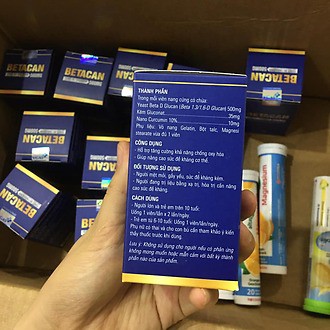 BETACAN
BETACAN
BETACAN
THÀNH PHẦN
Trong mỗi viên nang cứng có chứa:
Yeast Beta D Glucan (Beta 1.3/1.6-D Glucan) 500mg
Kẽm Gluconat 35mg
Nano Curcumin 10% 10mg
Phụ liệu: Vỏ nang Gelatin, Bột talc, Magnesi
stearate vừa đủ 1 viên
CÔNG DỤNG
- Hỗ trợ tăng cường khả năng chống oxy hóa
- Giúp nâng cao sức đề kháng cơ thể.
ĐỐI TƯỢNG SỬ DỤNG
- Người mệt mỏi, gầy yếu, sức đề kháng kém.
- Người đang trị liệu bằng xạ trị, hóa trị cần nâng
cao sức đề kháng.
CÁCH DÙNG
- Người lớn và trẻ em trên 10 tuổi:
Uống 1 viên/lần x 2 lần/ngày.
- Trẻ em từ 6-10 tuổi: Uống 1 viên/lần/ngày.
Phụ nữ có thai và cho con bú cần tham khảo ý kiến
thầy thuốc trước khi dùng.
Lưu ý: Không sử dụng cho người nếu có phản ứng
không mong muốn hoặc mẫn cảm với bất kỳ thành
phần nào của sản phẩm.
Magnesium
BETACAN
BETACAN
20